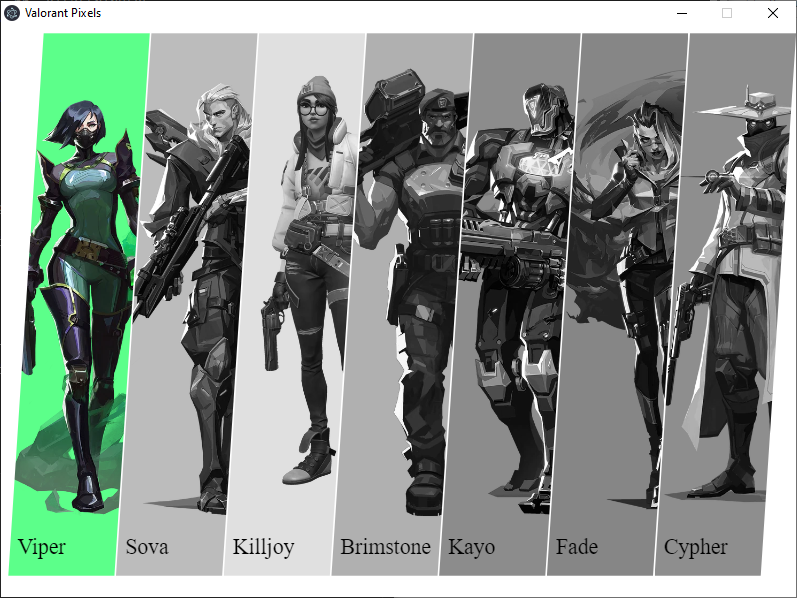 Valorant Pixels
Viper
Sova
Killjoy
Brimstone
Kayo
Fade
Cypher